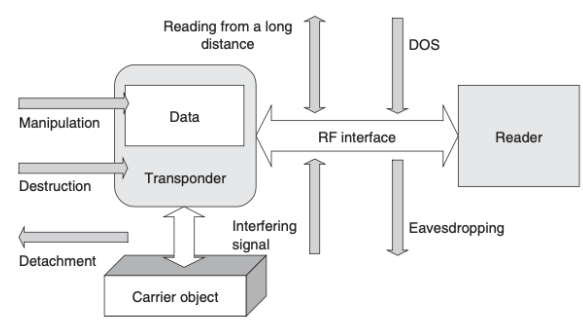 Reading from a long
distance
DOS
Manipulation
Data
RF interface
Reader
Destruction
Transponder
Detachment
Interfering
signal
Eavesdropping
Carrier object